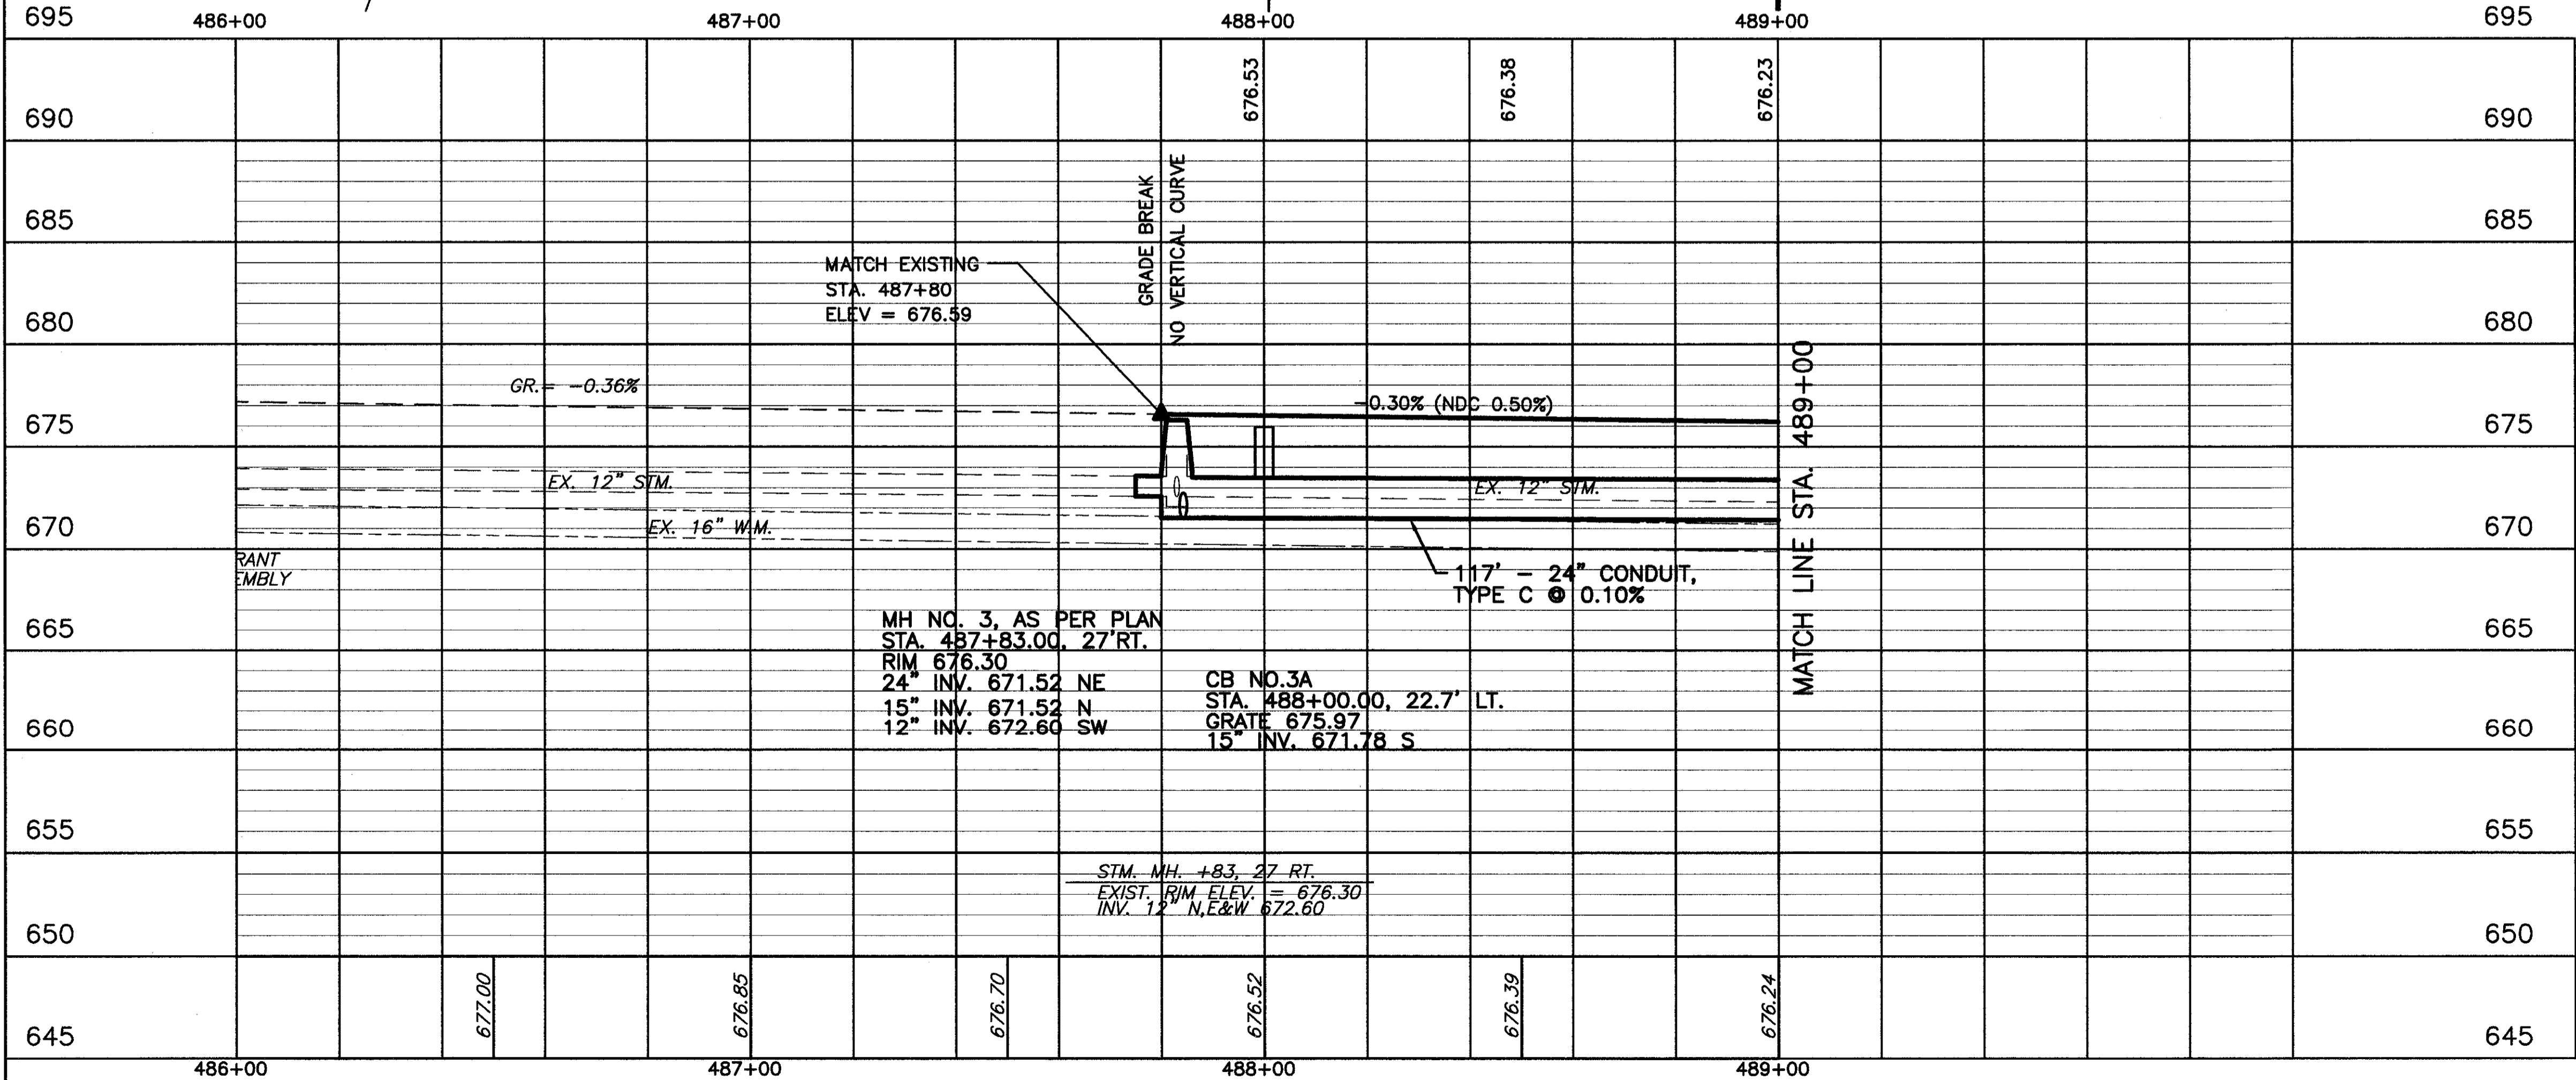 486+00 487+00 488+00 489+00
695 695
676.53 676.38 676.23
690 690
GRADE BREAK
NO VERTICAL CURVE
685 685
MATCH EXISTING
STA. 487+80
ELEV = 676.59
680 680
GR.= -0.36%
-0.30% (NDC 0.50%)
675 675
MATCH LINE STA. 489+00
EX. 12" STM.
EX. 12" STM.
EX. 16" W.M.
670 670
RANT
EMBLY
117' - 24" CONDUIT,
TYPE C @ 0.10%
665 665
MH NO. 3, AS PER PLAN
STA. 487+83.00, 27'RT.
RIM 676.30
24" INV. 671.52 NE
15" INV. 671.52 N
12" INV. 672.60 SW
CB NO.3A
STA. 488+00.00, 22.7' LT.
GRATE 675.97
15" INV. 671.78 S
660 660
655 655
STM. MH. +83, 27 RT.
EXIST. RIM ELEV. = 676.30
INV. 12" N,E&W 672.60
650 650
677.00 676.85 676.70 676.52 676.39 676.24
645 645
486+00 487+00 488+00 489+00